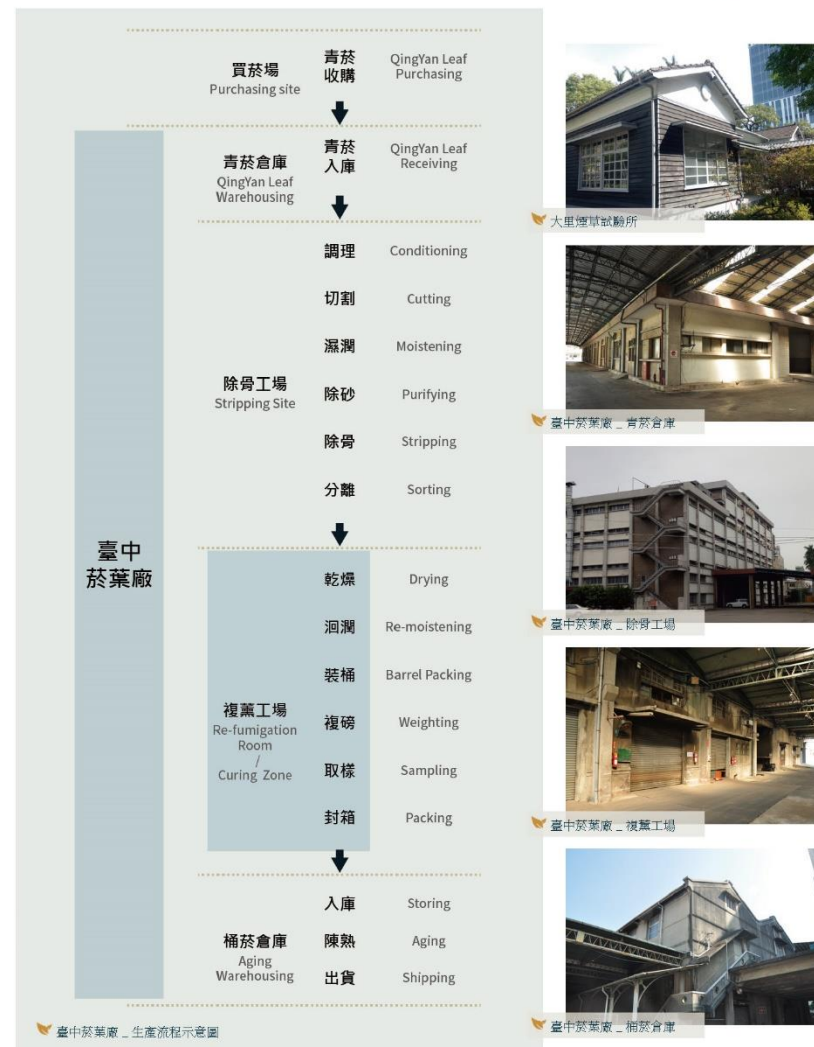 買菸場
Purchasing site
青菸
收購
QingYan Leaf
Purchasing
青菸倉庫
QingYan Leaf
Warehousing
青菸
入庫
QingYan Leaf
Receiving
除骨工場
Stripping Site
調理 Conditioning
切割 Cutting
濕潤 Moistening
除砂 Purifying
除骨 Stripping
分離 Sorting
臺中
菸葉廠
複薰工場
Re-fumigation
Room
/
Curing Zone
乾燥 Drying
洄潤 Re-moistening
裝桶 Barrel Packing
複磅 Weighting
取樣 Sampling
封箱 Packing
桶菸倉庫
Aging
Warehousing
入庫 Storing
陳熟 Aging
出貨 Shipping
臺中菸葉廠 _ 生產流程示意圖
大里煙草試驗所
臺中菸葉廠 _ 青菸倉庫
臺中菸葉廠 _ 除骨工場
臺中菸葉廠 _ 複薰工場
臺中菸葉廠 _ 桶菸倉庫